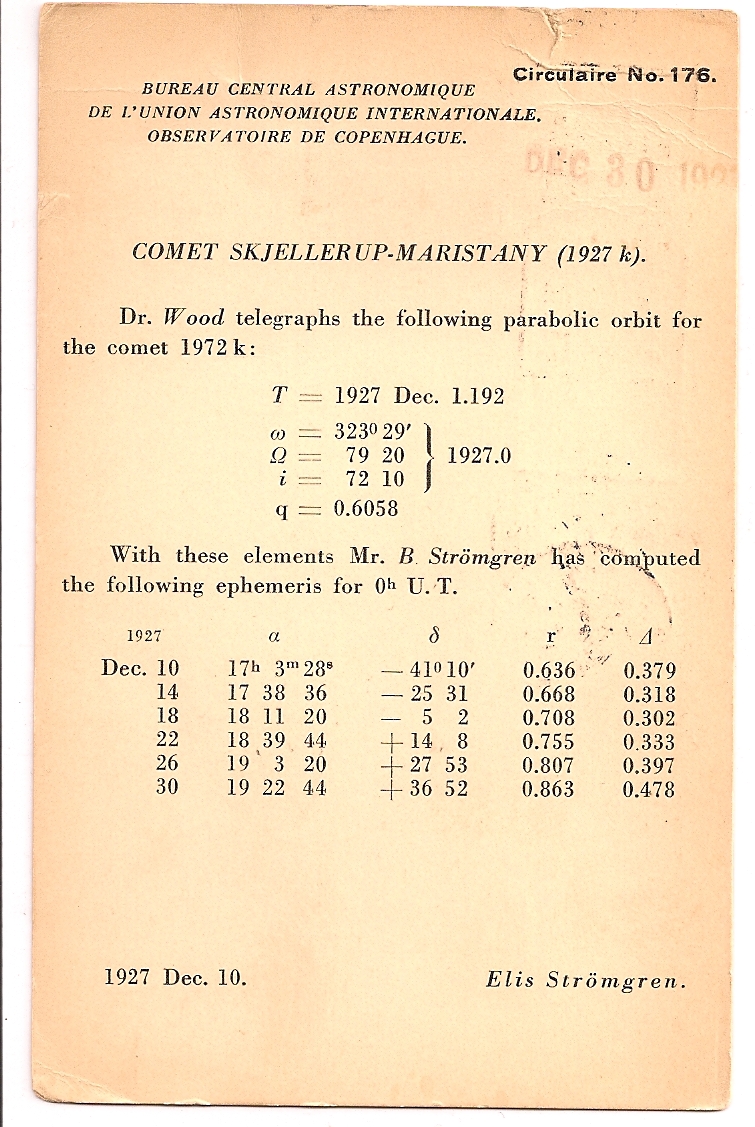 Circulaire No. 176.
BUREAU CENTRAL ASTRONOMIQUE
DE L'UNION ASTRONOMIQUE INTERNATIONALE.
OBSERVATOIRE DE COPENHAGUE.
DEC 30 192
COMET SKJELLERUP-MARISTANY (1927 k).
Dr. Wood telegraphs the following parabolic orbit for
the comet 1972 k:
T = 1927 Dec. 1.192
ω = 323° 29′
Ω = 79 20 } 1927.0
i = 72 10
q = 0.6058
With these elements Mr. B. Strömgren has computed
the following ephemeris for 0ʰ U.T.
1927 α δ r Δ
Dec. 10 17ʰ 3ᵐ 28ˢ — 41° 10′ 0.636 0.379
14 17 38 36 — 25 31 0.668 0.318
18 18 11 20 — 5 2 0.708 0.302
22 18 39 44 + 14 8 0.755 0.333
26 19 3 20 + 27 53 0.807 0.397
30 19 22 44 + 36 52 0.863 0.478
1927 Dec. 10. Elis Strömgren.